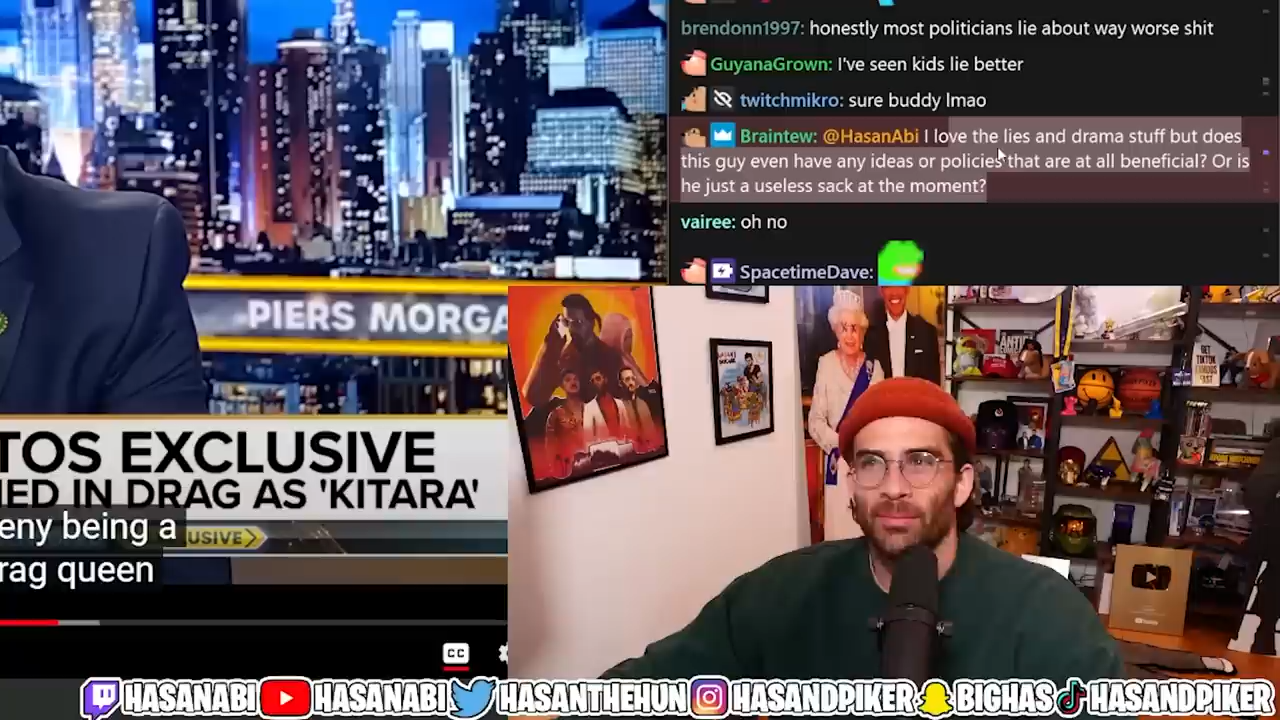 brendonn1997: honestly most politicians lie about way worse shit
GuyanaGrown: I've seen kids lie better
twitchmikro: sure buddy lmao
Braintew: @HasanAbi I love the lies and drama stuff but does
this guy even have any ideas or policies that are at all beneficial? Or is
he just a useless sack at the moment?
vairee: oh no
SpacetimeDave:
PIERS MORGA
TOS EXCLUSIVE
IED IN DRAG AS 'KITARA'
eny being a
USIVE
rag queen
CC
HASANABI HASANABI HASANTHEHUN HASANDPIKER BIGHAS HASANDPIKER